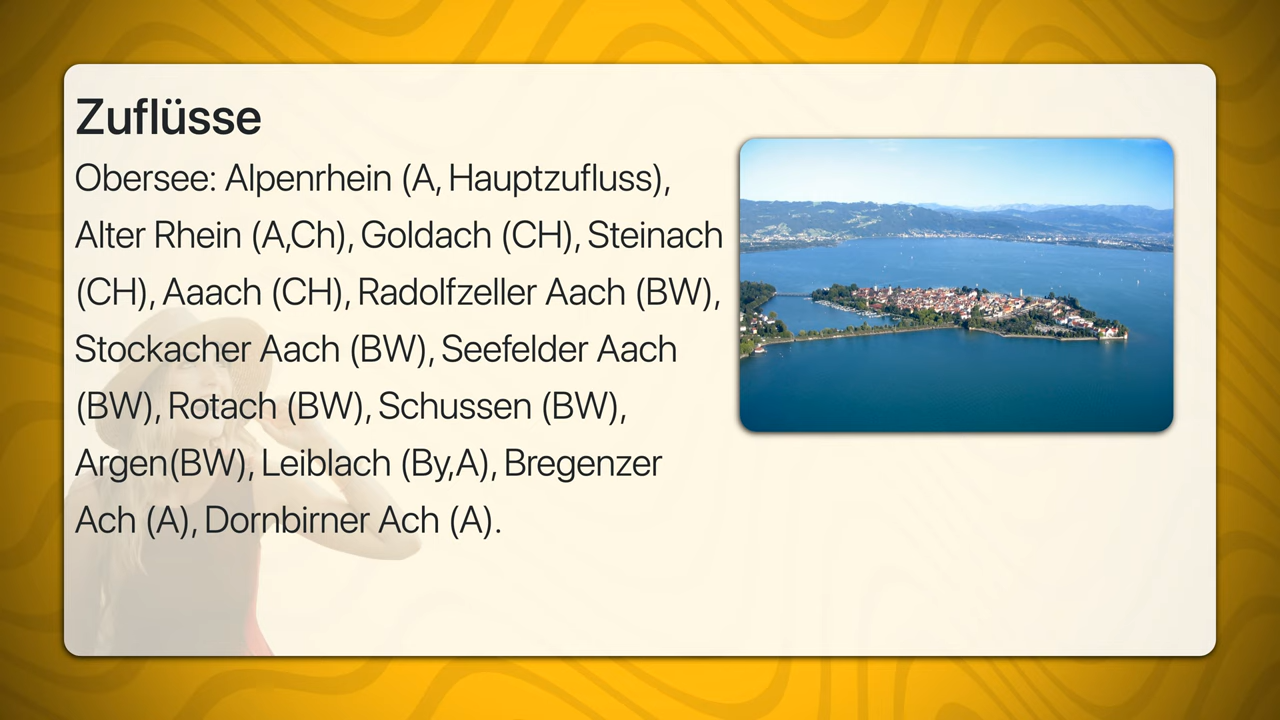 Zuflüsse
Obersee: Alpenrhein (A, Hauptzufluss),
Alter Rhein (A,Ch), Goldach (CH), Steinach
(CH), Aaach (CH), Radolfzeller Aach (BW),
Stockacher Aach (BW), Seefelder Aach
(BW), Rotach (BW), Schussen (BW),
Argen(BW), Leiblach (By,A), Bregenzer
Ach (A), Dornbirner Ach (A).